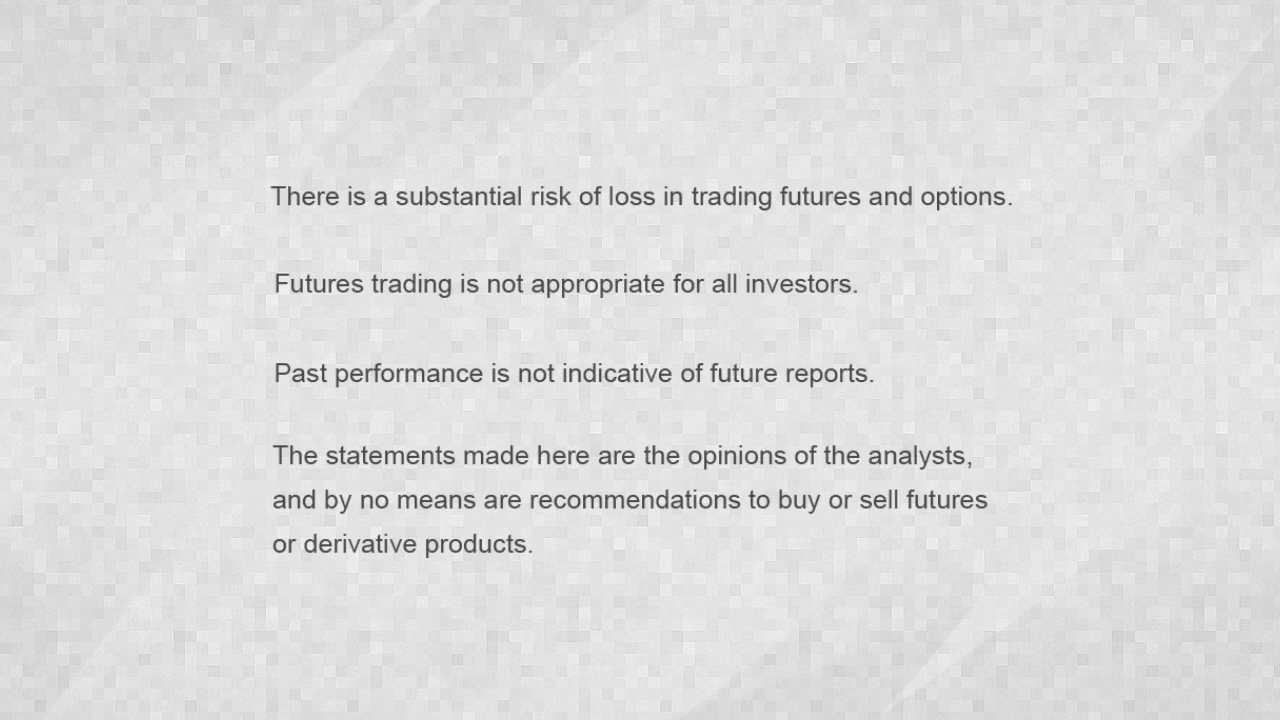 There is a substantial risk of loss in trading futures and options.
Futures trading is not appropriate for all investors.
Past performance is not indicative of future reports.
The statements made here are the opinions of the analysts,
and by no means are recommendations to buy or sell futures
or derivative products.